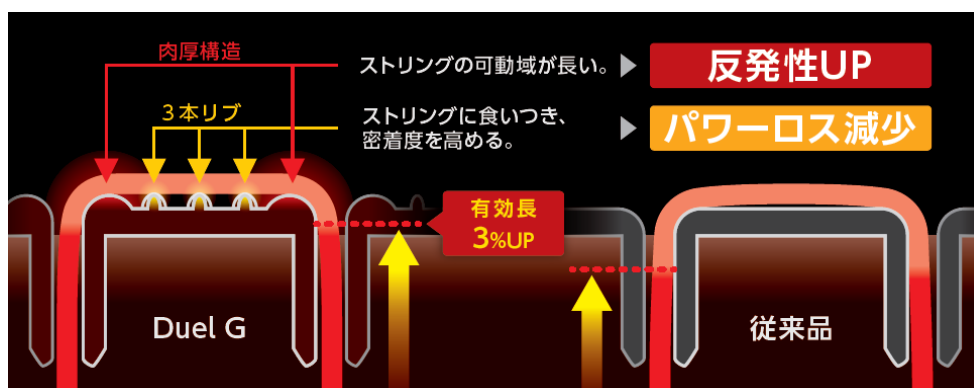 肉厚構造
ストリングの可動域が長い。
反発性UP
3本リブ
ストリングに食いつき、
密着度を高める。
パワーロス減少
有効長
3%UP
Duel G
従来品